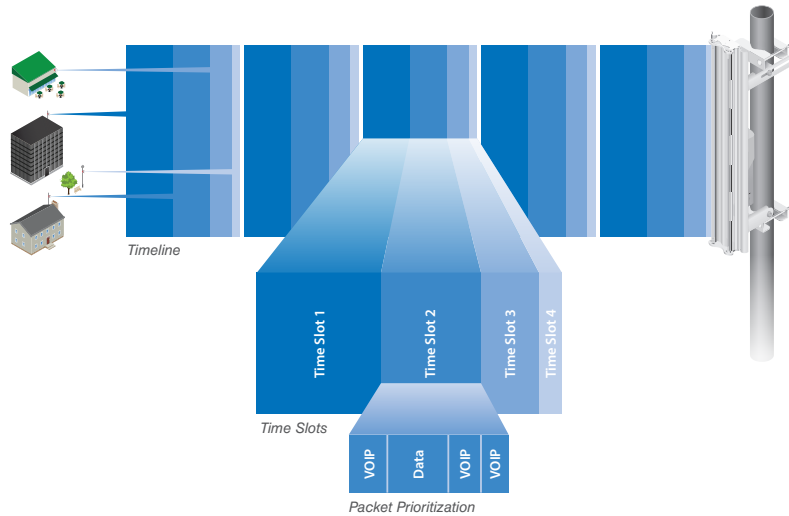 Timeline
Time Slot 1
Time Slot 2
Time Slot 3
Time Slot 4
Time Slots
VOIP
Data
VOIP
VOIP
Packet Prioritization